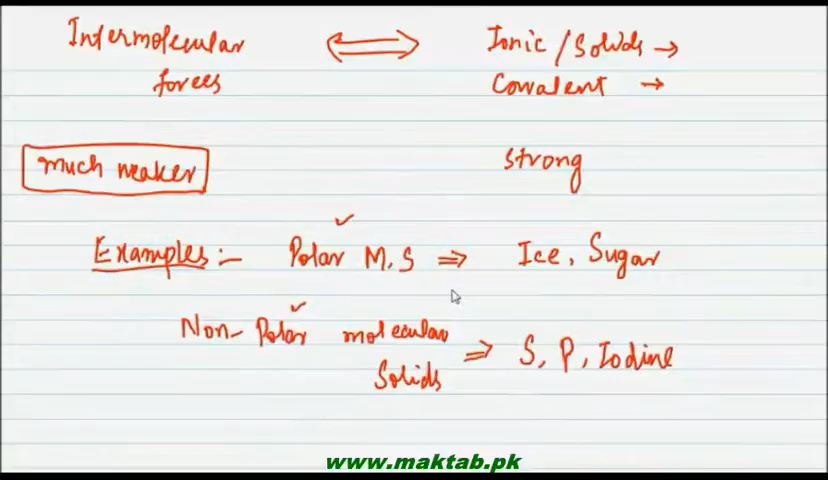 Intermolecular ⟺ Ionic/Solids →
forces Covalent →
much weaker strong
Examples:- Polar M.S ⇒ Ice, Sugar
Non-Polar molecular
Solids ⇒ S, P, Iodine
www.maktab.pk